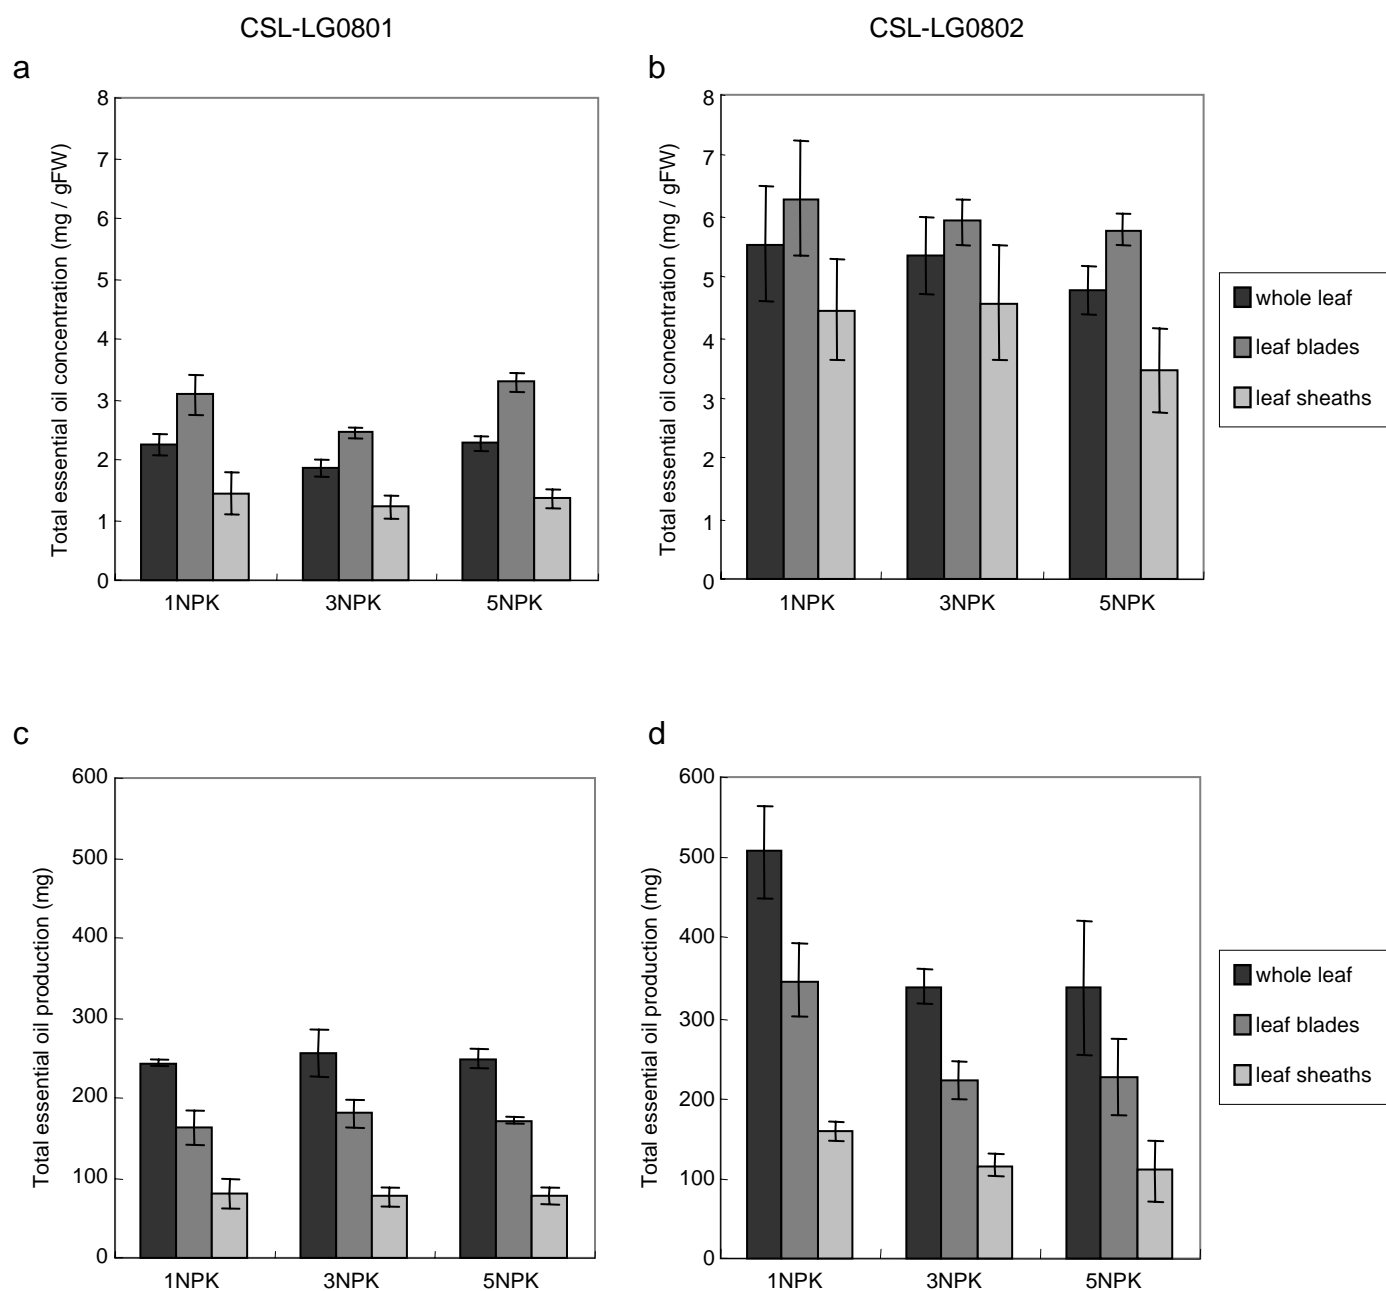 CSL-LG0801
CSL-LG0802
a
b
Total essential oil concentration (mg / gFW)
8
7
6
5
4
3
2
1
0
1NPK
3NPK
5NPK
Total essential oil concentration (mg / gFW)
8
7
6
5
4
3
2
1
0
1NPK
3NPK
5NPK
whole leaf
leaf blades
leaf sheaths
c
d
Total essential oil production (mg)
600
500
400
300
200
100
0
1NPK
3NPK
5NPK
Total essential oil production (mg)
600
500
400
300
200
100
0
1NPK
3NPK
5NPK
whole leaf
leaf blades
leaf sheaths